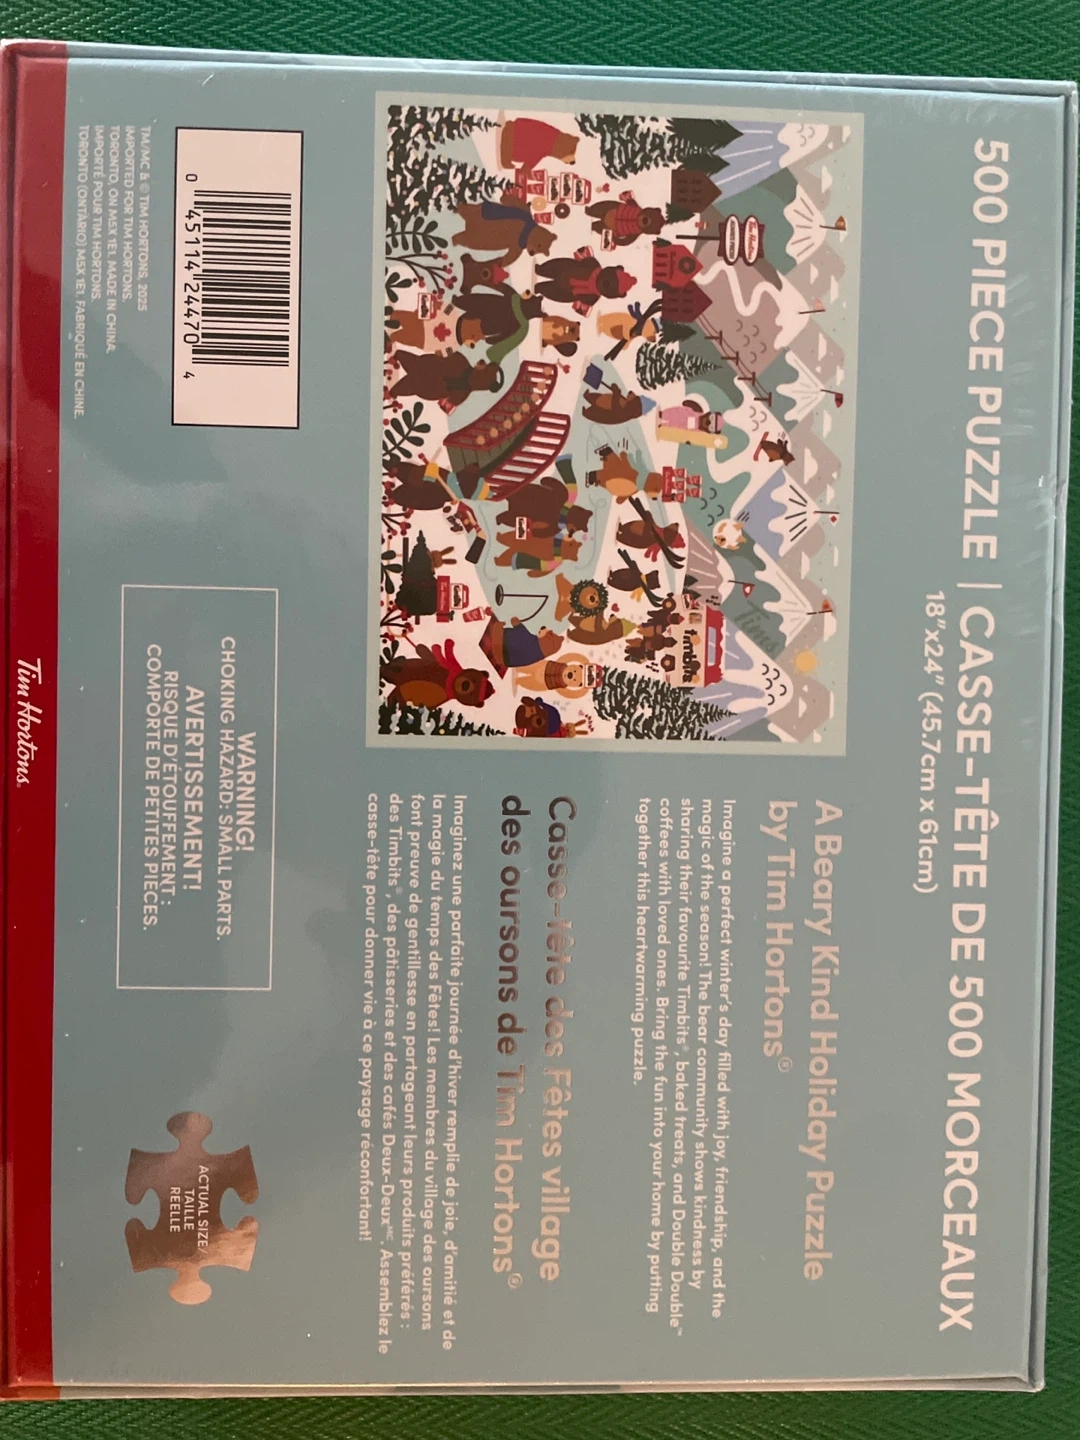 500 PIECE PUZZLE | CASSE-TÊTE DE 500 MORCEAUX
18"x24" (45.7cm x 61cm)
Tim Hortons
Tims
timbits
A Beary Kind Holiday Puzzle
by Tim Hortons®
Imagine a perfect winter's day filled with joy, friendship, and the
magic of the season! The bear community shows kindness by
sharing their favourite Timbits®, baked treats, and Double Double™
coffees with loved ones. Bring the fun into your home by putting
together this heartwarming puzzle.
Casse-tête des Fêtes village
des oursons de Tim Hortons®
Imaginez une parfaite journée d'hiver remplie de joie, d'amitié et de
la magie du temps des Fêtes! Les membres du village des oursons
font preuve de gentillesse en partageant leurs produits préférés :
des Timbits®, des pâtisseries et des cafés Deux-Deux ᴹᶜ. Assemblez le
casse-tête pour donner vie à ce paysage réconfortant!
0 45114 24470 4
TM/MC & © TIM HORTONS, 2025
IMPORTED FOR TIM HORTONS.
TORONTO, ON M5X 1E1. MADE IN CHINA.
IMPORTÉ POUR TIM HORTONS.
TORONTO (ONTARIO) M5X 1E1. FABRIQUÉ EN CHINE.
WARNING!
CHOKING HAZARD: SMALL PARTS.
AVERTISSEMENT!
RISQUE D'ÉTOUFFEMENT :
COMPORTE DE PETITES PIÈCES.
ACTUAL SIZE/
TAILLE
RÉELLE
Tim Hortons